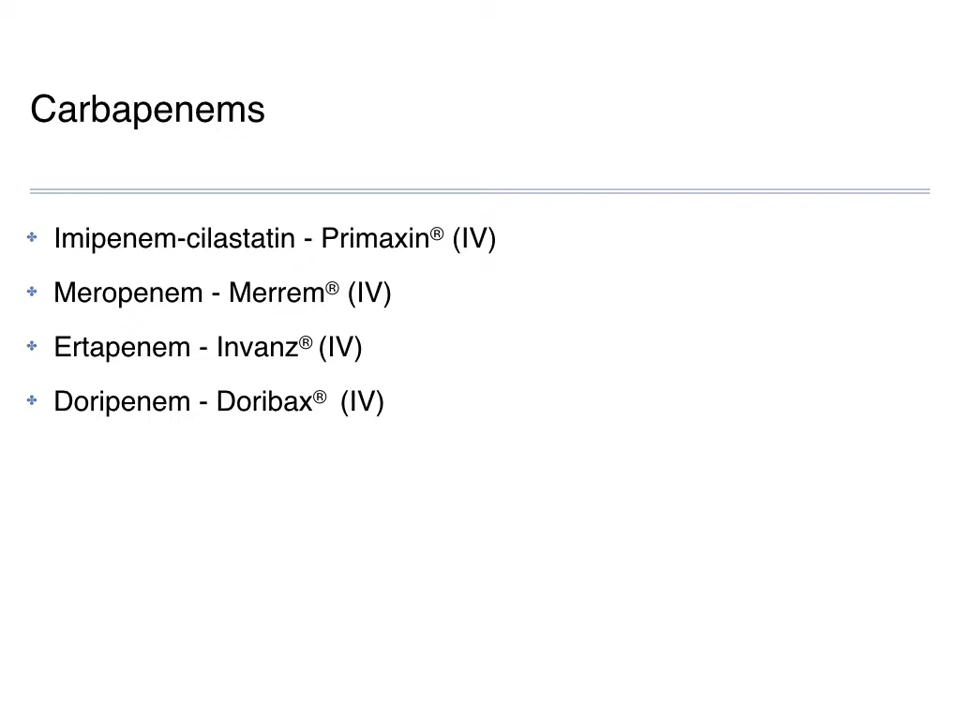 Carbapenems
Imipenem-cilastatin - Primaxin® (IV)
Meropenem - Merrem® (IV)
Ertapenem - Invanz® (IV)
Doripenem - Doribax® (IV)